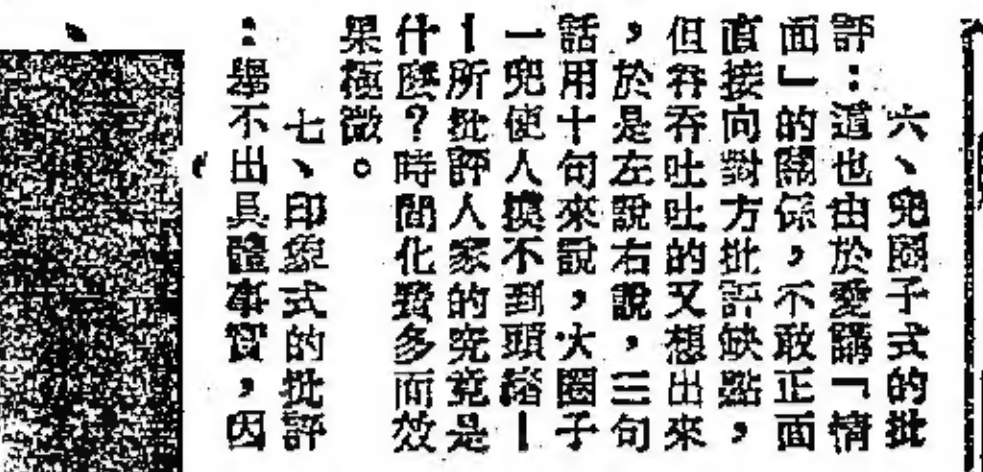 六、兜圈子式的批
評：這也由於愛講「情
面」的關係，不敢正面
直接向對方批評缺點，
但吞吞吐吐的又想出來
，於是左說右說，三句
話用十句來說，大圈子
一兜使人摸不到頭緒—
—所批評人家的究竟是
什麽？時間化費多而效
果極微。
七、印象式的批評
：舉不出具體事實，因